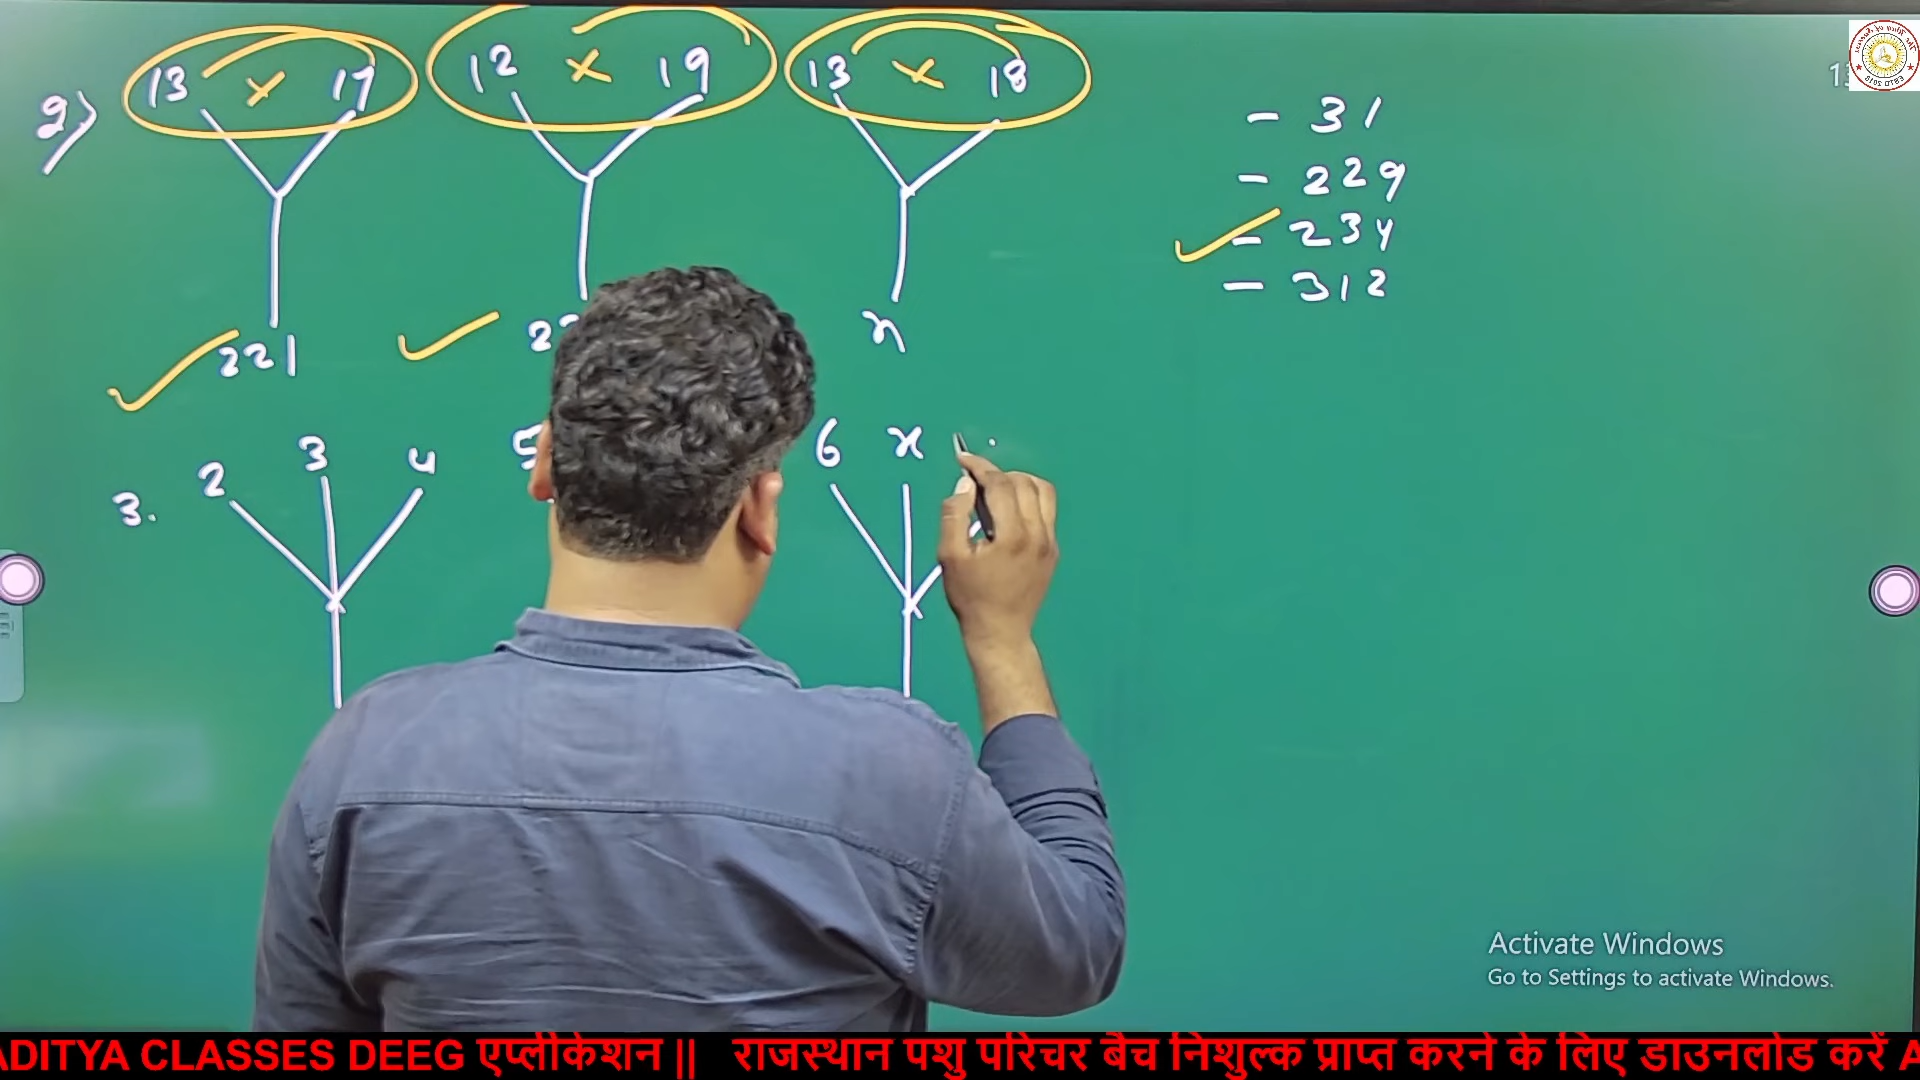 2) 13 × 17 12 × 19 13 × 18
- 31
- 229
- 234
- 312
221 22 n
3. 2 3 4 5 6 x
Activate Windows
Go to Settings to activate Windows.
ADITYA CLASSES DEEG एप्लीकेशन || राजस्थान पशु परिचर बैच निशुल्क प्राप्त करने के लिए डाउनलोड करें A